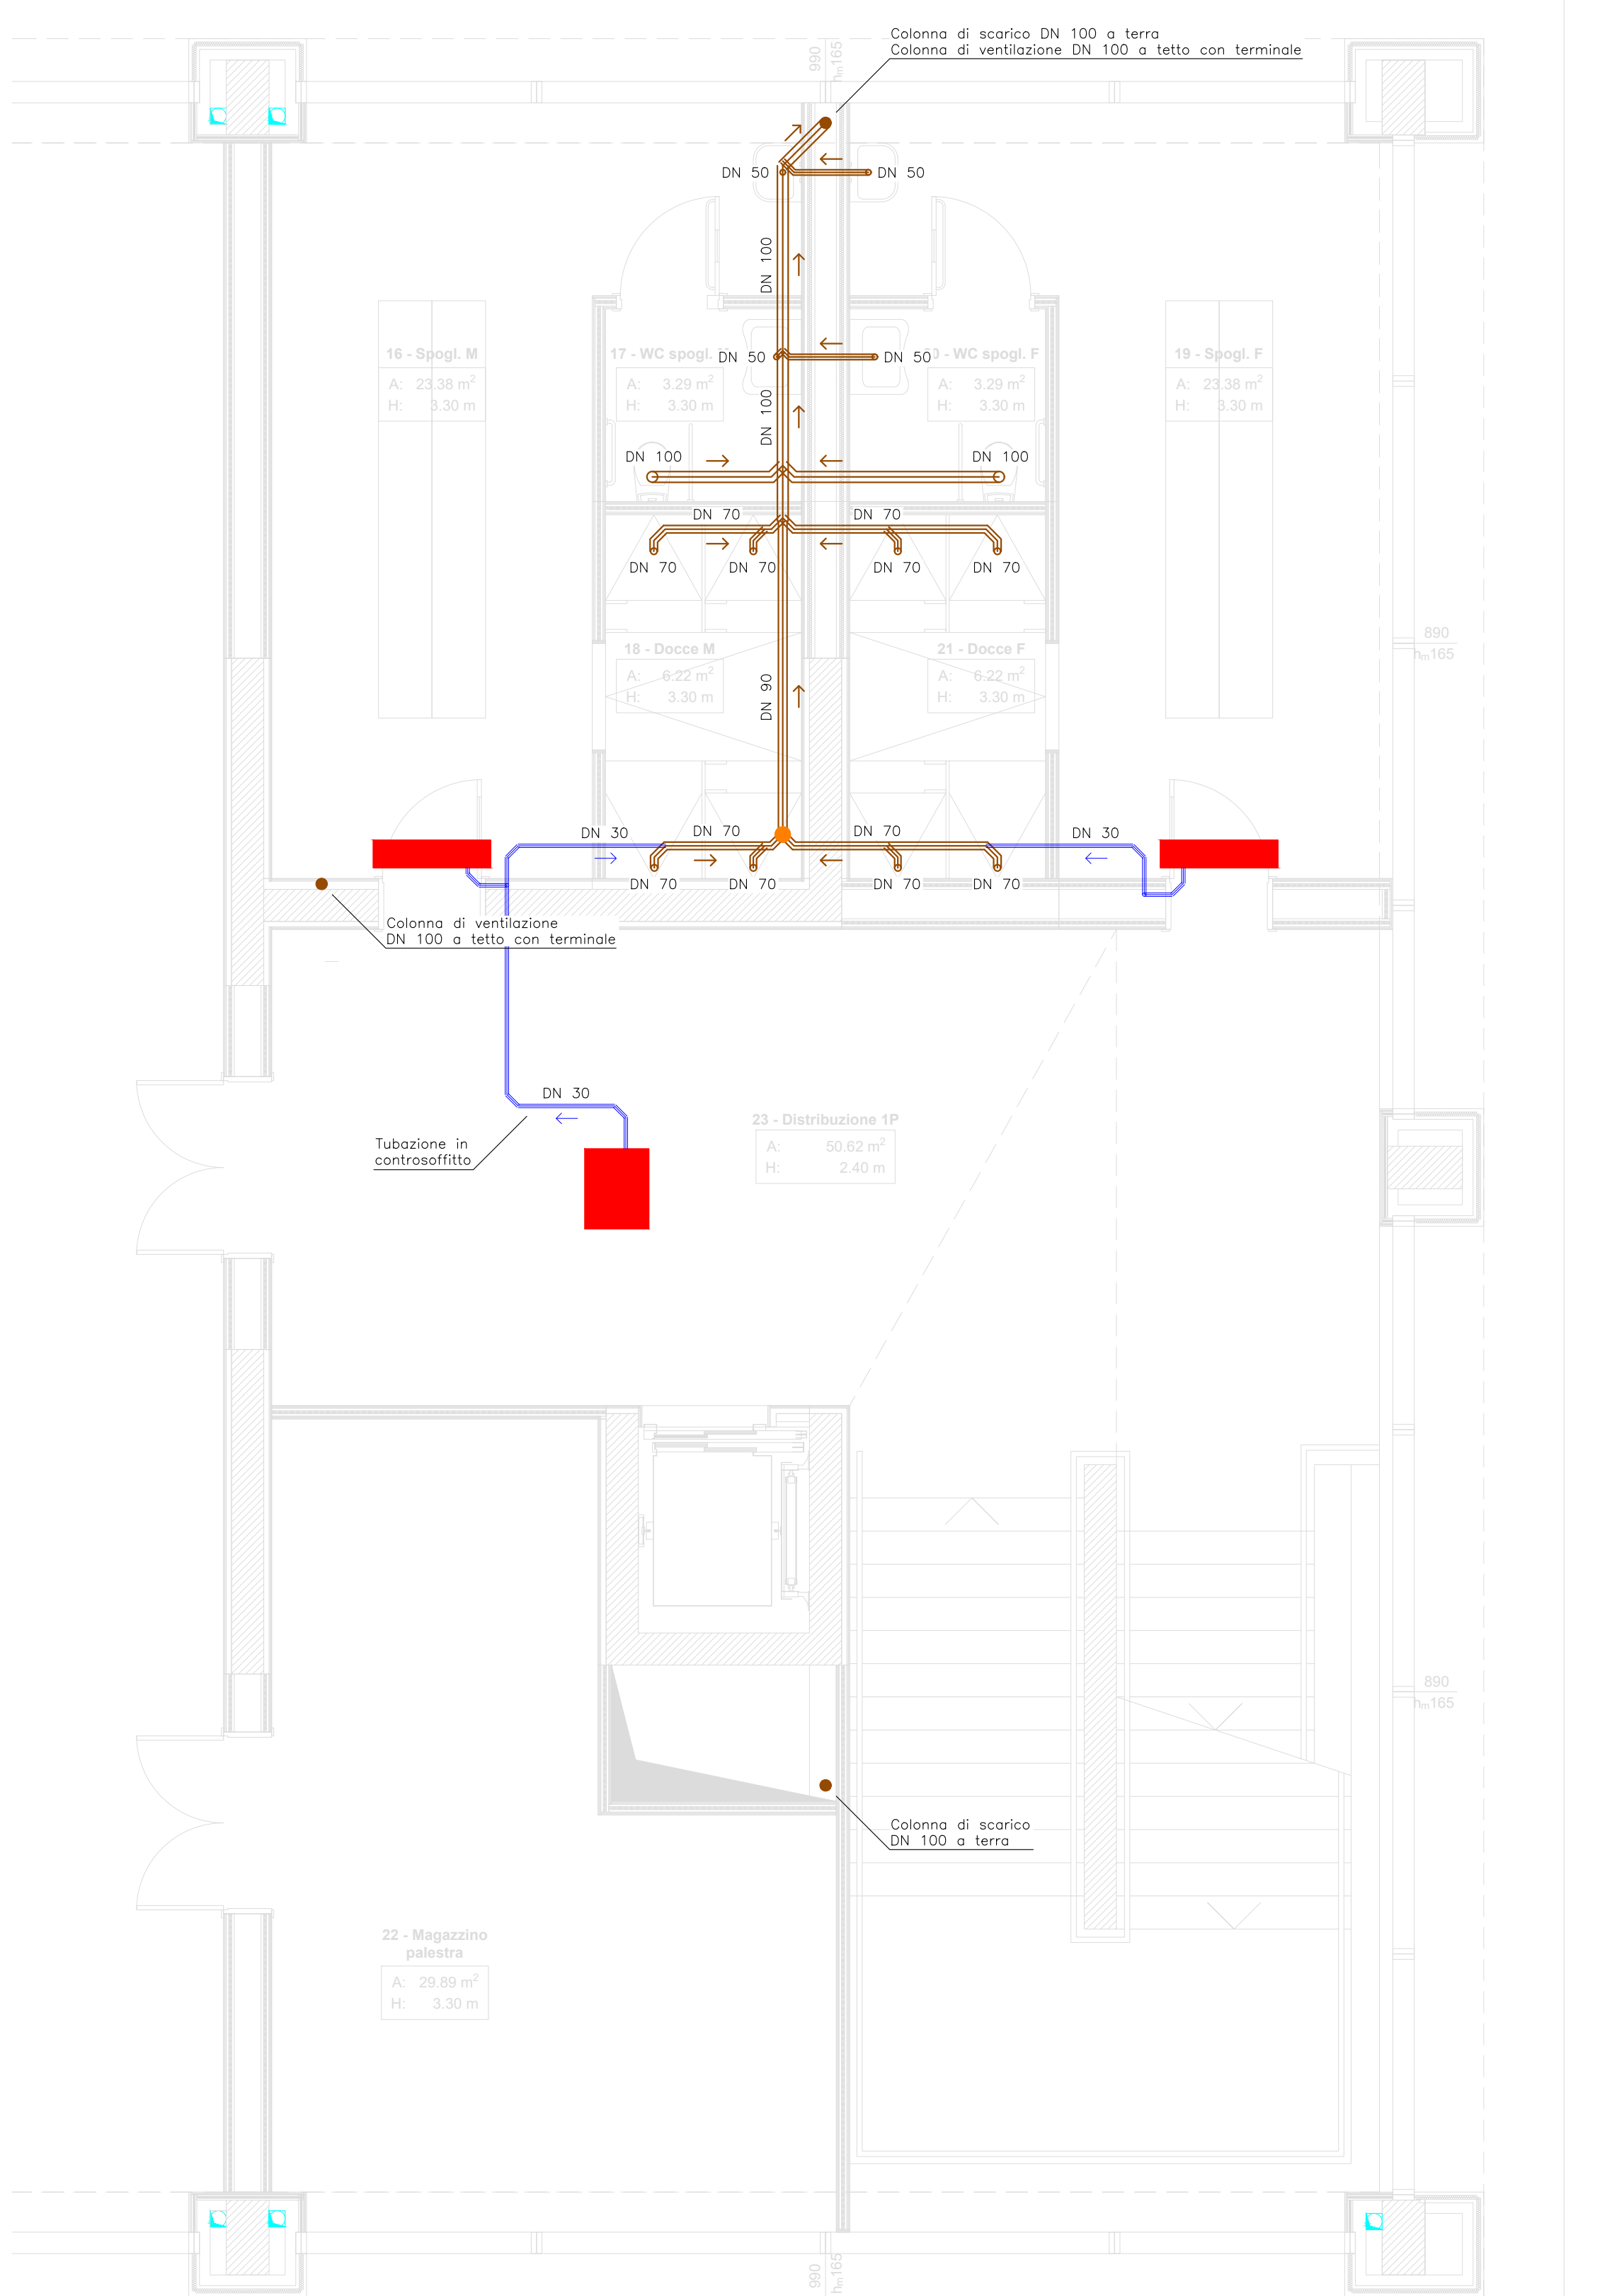 Colonna di scarico DN 100 a terra
Colonna di ventilazione DN 100 a tetto con terminale
990
hm165
DN 50
DN 50
DN 100
16 - Spogl. M
A: 23.38 m2
H: 3.30 m
17 - WC spogl.
A: 3.29 m2
H: 3.30 m
DN 50
DN 50
- WC spogl. F
A: 3.29 m2
H: 3.30 m
19 - Spogl. F
A: 23.38 m2
H: 3.30 m
DN 100
DN 100
DN 100
DN 70
DN 70
DN 70
DN 70
DN 70
DN 70
18 - Docce M
A: 6.22 m2
H: 3.30 m
21 - Docce F
A: 6.22 m2
H: 3.30 m
890
hm165
DN 90
DN 30
DN 70
DN 70
DN 30
DN 70
DN 70
DN 70
DN 70
Colonna di ventilazione
DN 100 a tetto con terminale
DN 30
Tubazione in
controsoffitto
23 - Distribuzione 1P
A: 50.62 m2
H: 2.40 m
890
hm165
Colonna di scarico
DN 100 a terra
22 - Magazzino
palestra
A: 29.89 m2
H: 3.30 m
990
hm165